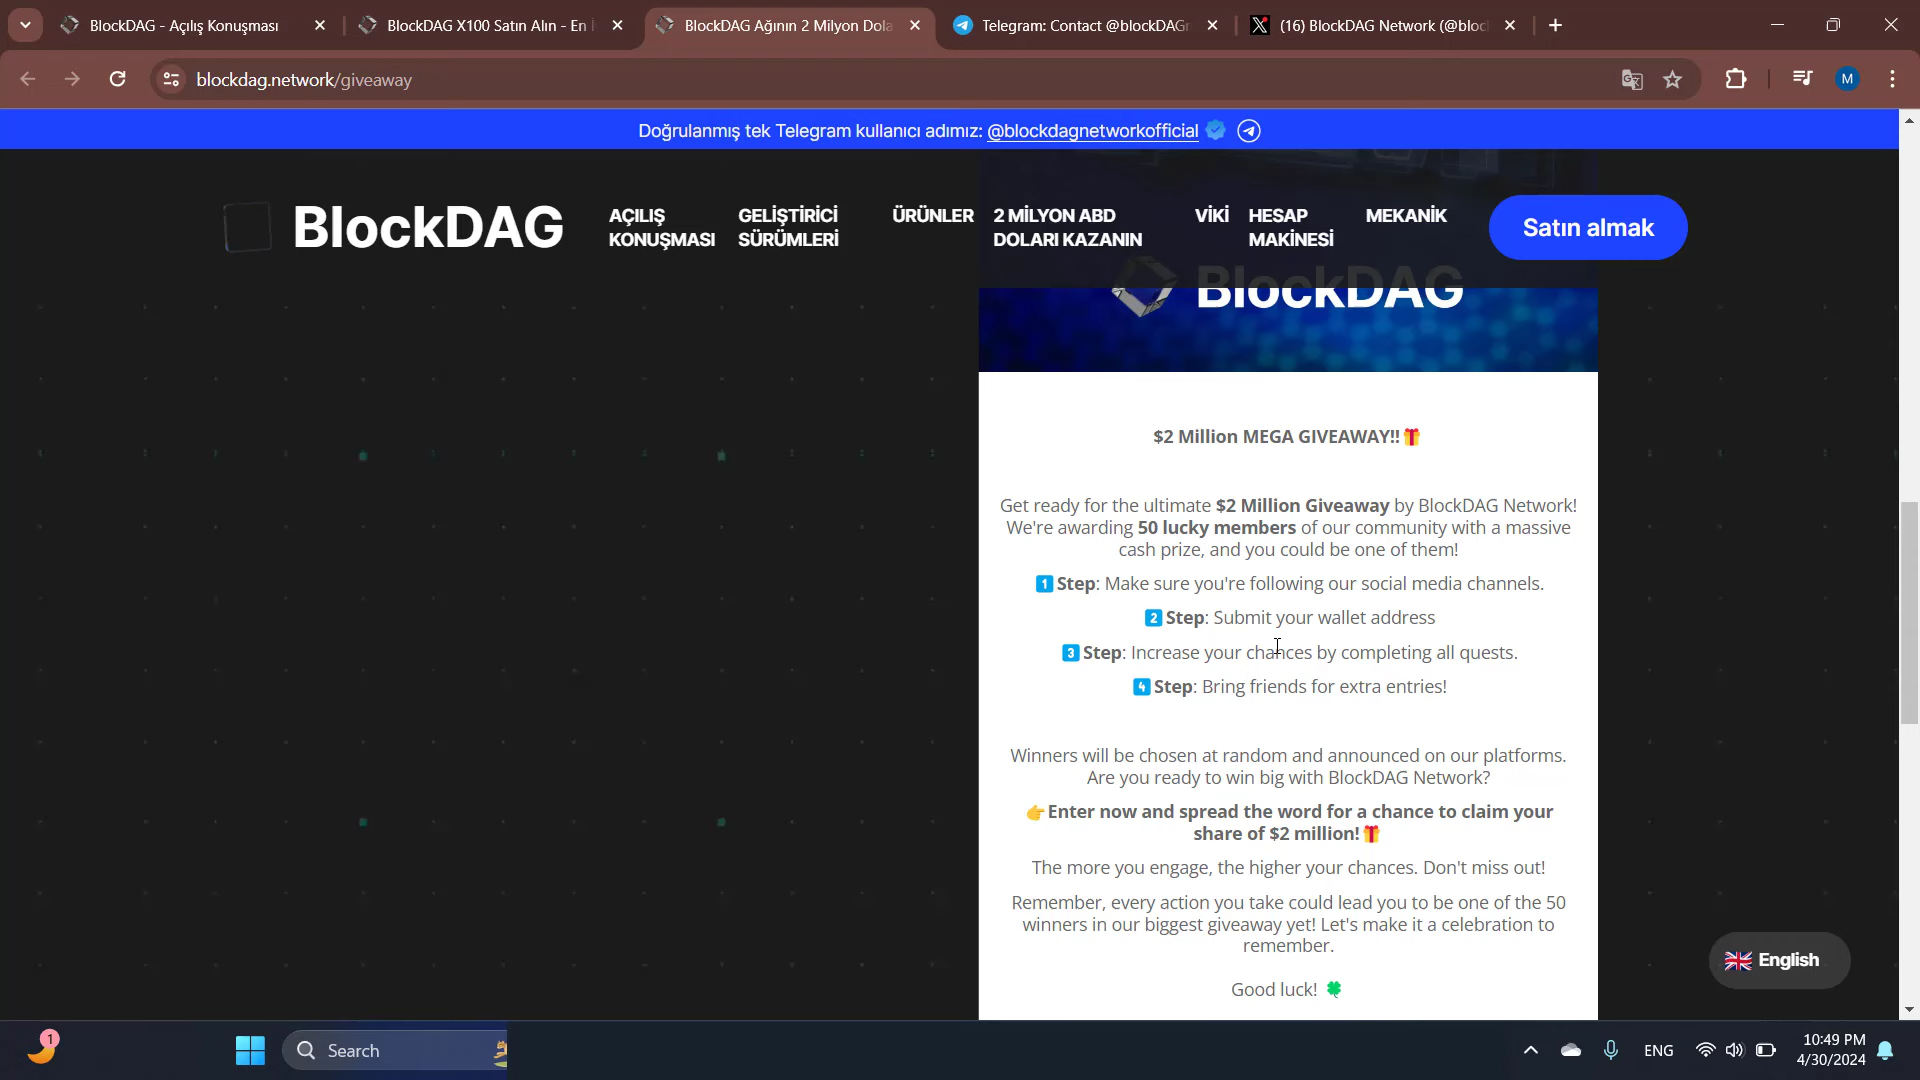 BlockDAG - Açılış Konuşması
BlockDAG X100 Satın Alın - En
BlockDAG Ağının 2 Milyon Dola
Telegram: Contact @blockDAGn
(16) BlockDAG Network (@bloc
blockdag.network/giveaway
M
Doğrulanmış tek Telegram kullanıcı adımız: @blockdagnetworkofficial
BlockDAG
AÇILIŞ KONUŞMASI
GELİŞTİRİCİ SÜRÜMLERİ
ÜRÜNLER
2 MİLYON ABD DOLARI KAZANIN
VİKİ
HESAP MAKİNESİ
MEKANİK
Satın almak
BlockDAG
$2 Million MEGA GIVEAWAY!!🎁
Get ready for the ultimate $2 Million Giveaway by BlockDAG Network!
We're awarding 50 lucky members of our community with a massive
cash prize, and you could be one of them!
1️⃣Step: Make sure you're following our social media channels.
2️⃣Step: Submit your wallet address
3️⃣Step: Increase your chances by completing all quests.
4️⃣Step: Bring friends for extra entries!
Winners will be chosen at random and announced on our platforms.
Are you ready to win big with BlockDAG Network?
👉Enter now and spread the word for a chance to claim your
share of $2 million!🎁
The more you engage, the higher your chances. Don't miss out!
Remember, every action you take could lead you to be one of the 50
winners in our biggest giveaway yet! Let's make it a celebration to
remember.
Good luck! 🍀
English
1
Search
ENG
10:49 PM
4/30/2024